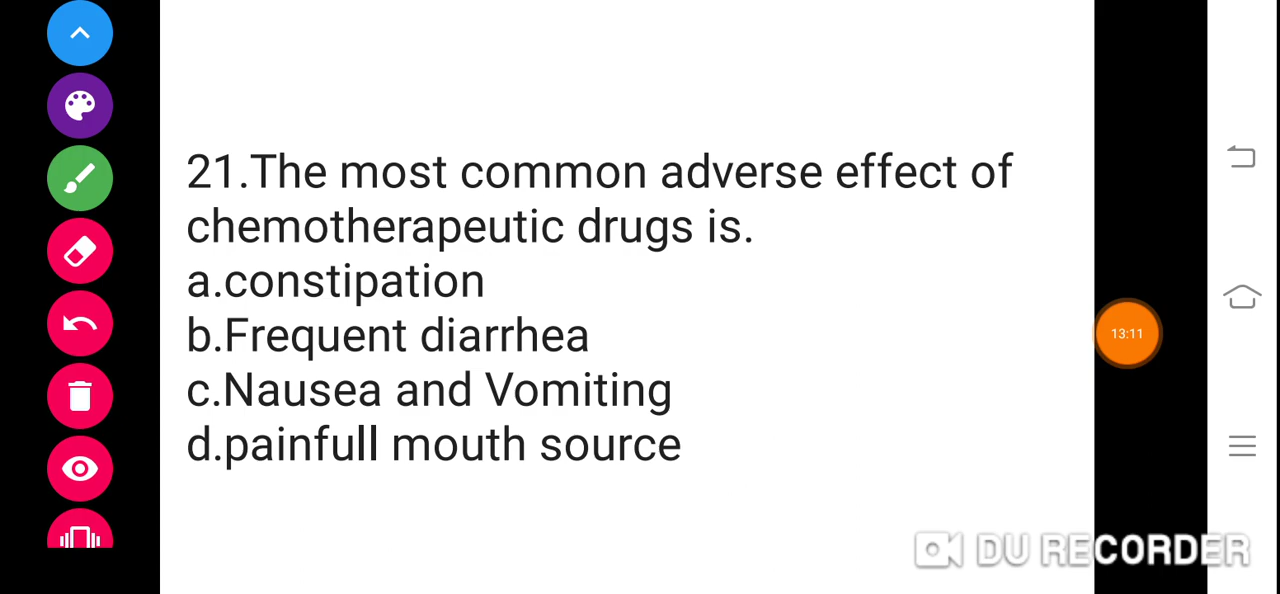 21.The most common adverse effect of
chemotherapeutic drugs is.
a.constipation
b.Frequent diarrhea
c.Nausea and Vomiting
d.painfull mouth source
13:11
DU RECORDER